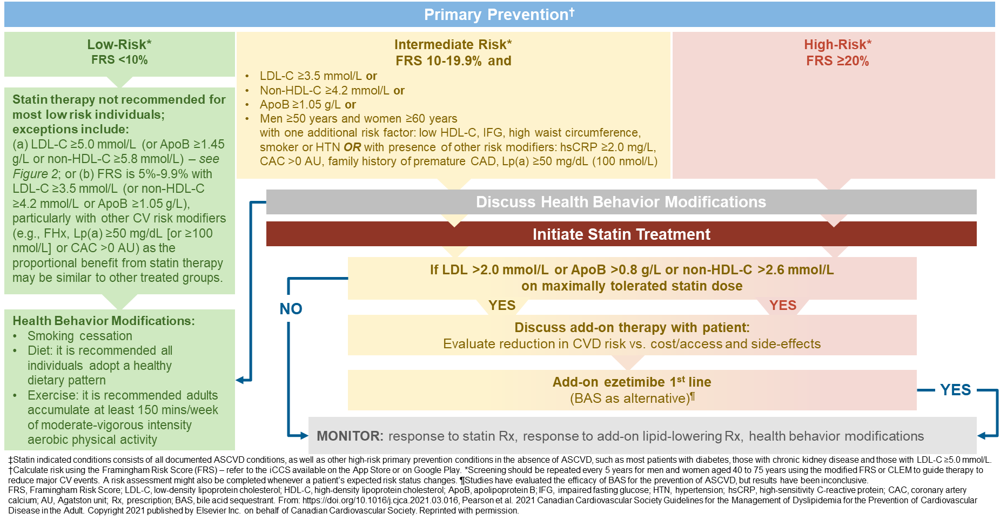 Primary Prevention†
Low-Risk*
FRS <10%
Statin therapy not recommended for
most low risk individuals;
exceptions include:
(a) LDL-C ≥5.0 mmol/L (or ApoB ≥1.45
g/L or non-HDL-C ≥5.8 mmol/L) – see
Figure 2; or (b) FRS is 5%-9.9% with
LDL-C ≥3.5 mmol/L (or non-HDL-C
≥4.2 mmol/L or ApoB ≥1.05 g/L),
particularly with other CV risk modifiers
(e.g., FHx, Lp(a) ≥50 mg/dL [or ≥100
nmol/L] or CAC >0 AU) as the
proportional benefit from statin therapy
may be similar to other treated groups.
Health Behavior Modifications:
• Smoking cessation
• Diet: it is recommended all
individuals adopt a healthy
dietary pattern
• Exercise: it is recommended adults
accumulate at least 150 mins/week
of moderate-vigorous intensity
aerobic physical activity
Intermediate Risk*
FRS 10-19.9% and
• LDL-C ≥3.5 mmol/L or
• Non-HDL-C ≥4.2 mmol/L or
• ApoB ≥1.05 g/L or
• Men ≥50 years and women ≥60 years
with one additional risk factor: low HDL-C, IFG, high waist circumference,
smoker or HTN OR with presence of other risk modifiers: hsCRP ≥2.0 mg/L,
CAC >0 AU, family history of premature CAD, Lp(a) ≥50 mg/dL (100 nmol/L)
High-Risk*
FRS ≥20%
Discuss Health Behavior Modifications
Initiate Statin Treatment
If LDL >2.0 mmol/L or ApoB >0.8 g/L or non-HDL-C >2.6 mmol/L
on maximally tolerated statin dose
NO
YES
YES
Discuss add-on therapy with patient:
Evaluate reduction in CVD risk vs. cost/access and side-effects
Add-on ezetimibe 1st line
(BAS as alternative)¶
YES
MONITOR: response to statin Rx, response to add-on lipid-lowering Rx, health behavior modifications
‡Statin indicated conditions consists of all documented ASCVD conditions, as well as other high-risk primary prevention conditions in the absence of ASCVD, such as most patients with diabetes, those with chronic kidney disease and those with LDL-C ≥5.0 mmol/L.
†Calculate risk using the Framingham Risk Score (FRS) – refer to the iCCS available on the App Store or on Google Play. *Screening should be repeated every 5 years for men and women aged 40 to 75 years using the modified FRS or CLEM to guide therapy to
reduce major CV events. A risk assessment might also be completed whenever a patient's expected risk status changes. ¶Studies have evaluated the efficacy of BAS for the prevention of ASCVD, but results have been inconclusive.
FRS, Framingham Risk Score; LDL-C, low-density lipoprotein cholesterol; HDL-C, high-density lipoprotein cholesterol; ApoB, apolipoprotein B; IFG, impaired fasting glucose; HTN, hypertension; hsCRP, high-sensitivity C-reactive protein; CAC, coronary artery
calcium; AU, Agatston unit; Rx, prescription; BAS, bile acid sequestrant. From: https://doi.org/10.1016/j.cjca.2021.03.016, Pearson et al. 2021 Canadian Cardiovascular Society Guidelines for the Management of Dyslipidemia for the Prevention of Cardiovascular
Disease in the Adult. Copyright 2021 published by Elsevier Inc. on behalf of Canadian Cardiovascular Society. Reprinted with permission.